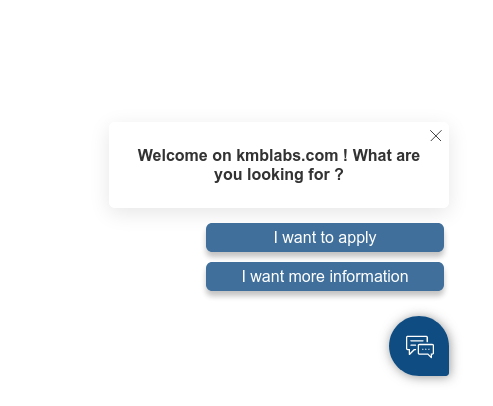 Welcome on kmblabs.com ! What are
you looking for ?
I want to apply
I want more information